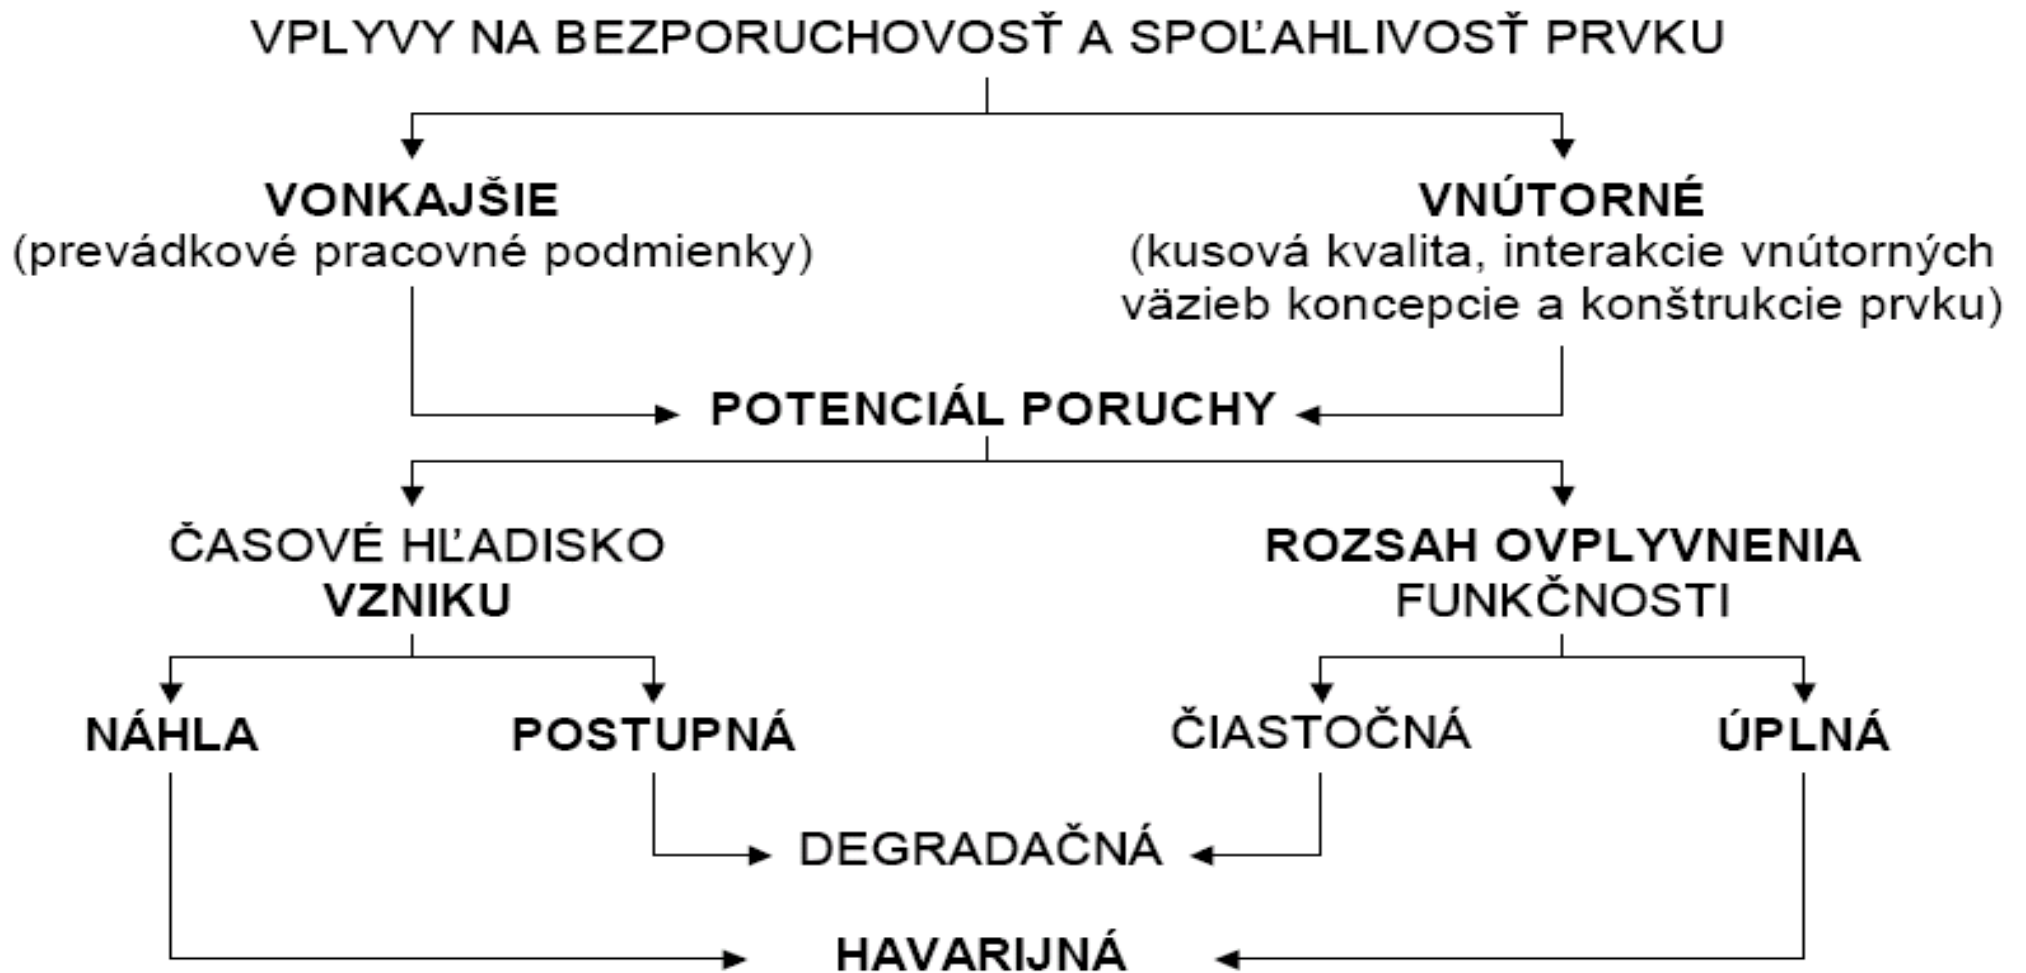 VPLYVY NA BEZPORUCHOVOSŤ A SPOĽAHLIVOSŤ PRVKU
VONKAJŠIE
(prevádkové pracovné podmienky)
VNÚTORNÉ
(kusová kvalita, interakcie vnútorných
väzieb koncepcie a konštrukcie prvku)
POTENCIÁL PORUCHY
ČASOVÉ HĽADISKO
VZNIKU
ROZSAH OVPLYVNENIA
FUNKČNOSTI
NÁHLA
POSTUPNÁ
ČIASTOČNÁ
ÚPLNÁ
DEGRADAČNÁ
HAVARIJNÁ